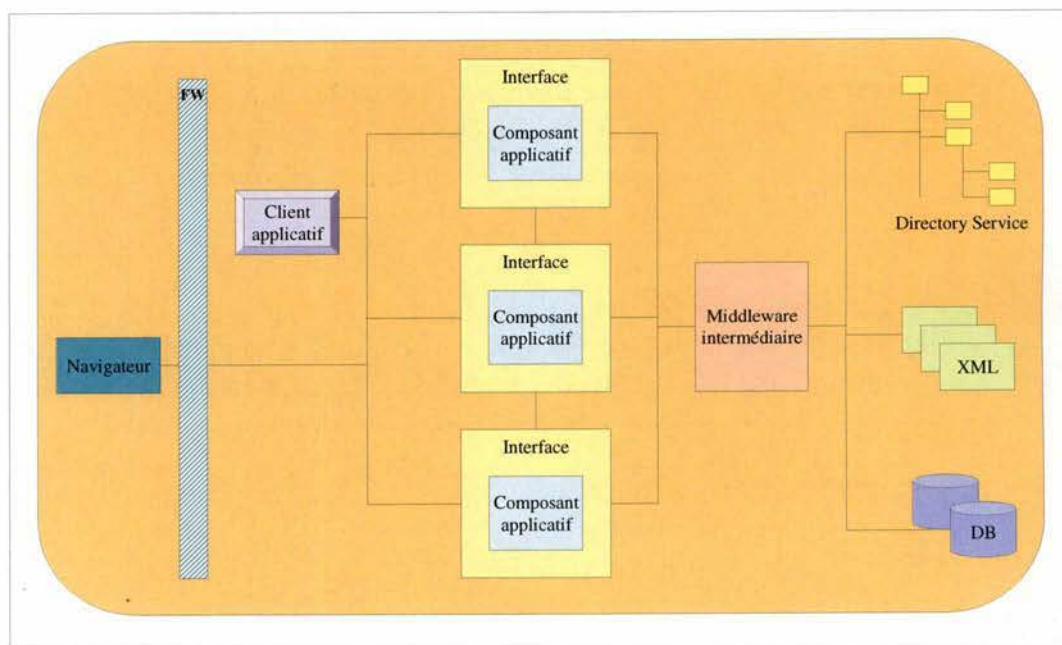 FW
Interface
Composant
applicatif
Client
applicatif
Directory Service
Interface
Composant
applicatif
Middleware
intermédiaire
Navigateur
XML
Interface
Composant
applicatif
DB